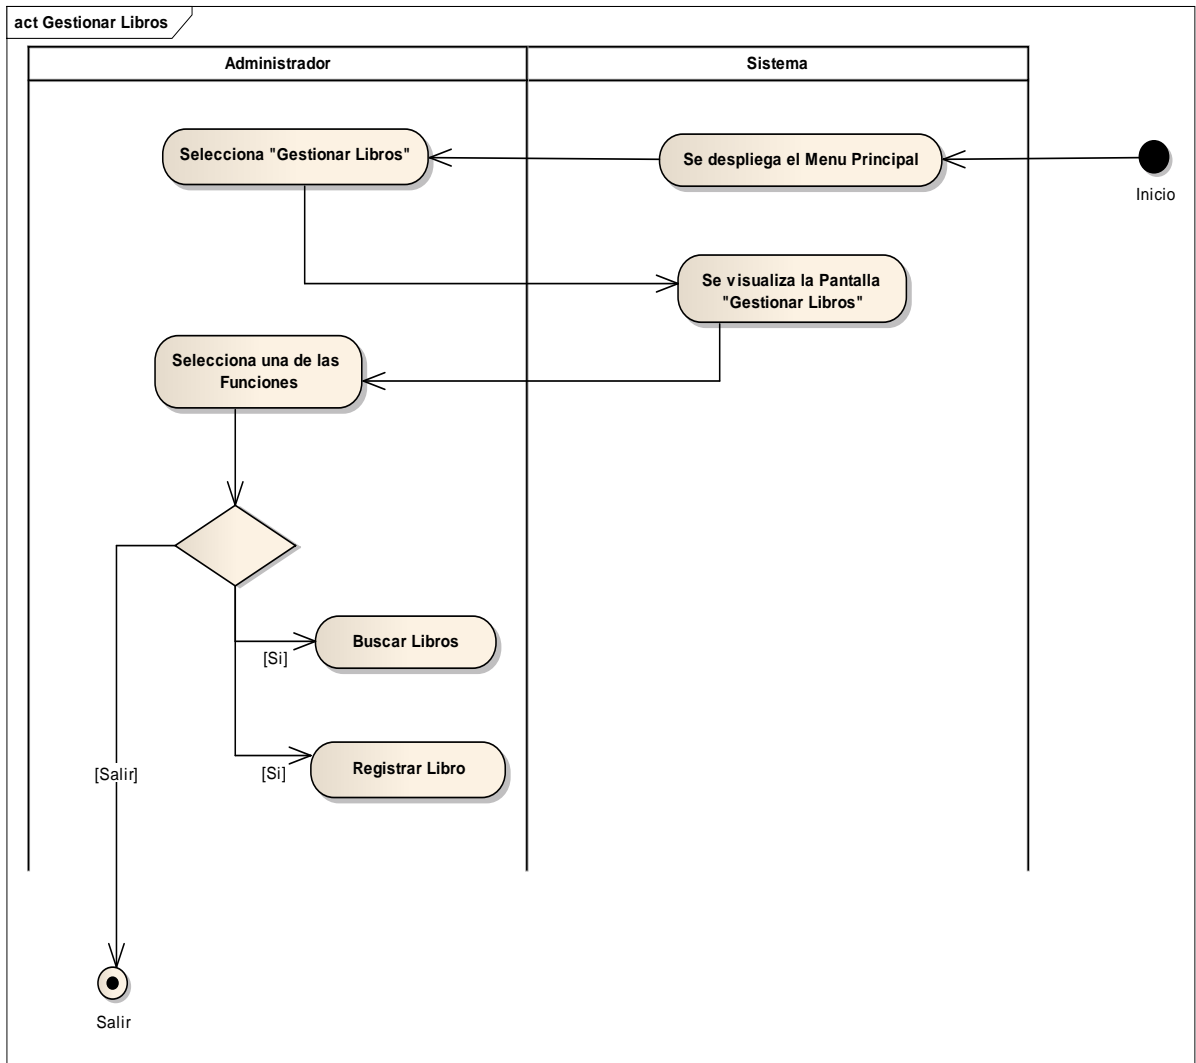 act Gestionar Libros
Administrador
Sistema
Selecciona "Gestionar Libros"
Se despliega el Menu Principal
Inicio
Se visualiza la Pantalla
"Gestionar Libros"
Selecciona una de las
Funciones
Buscar Libros
[Si]
Registrar Libro
[Si]
[Salir]
Salir